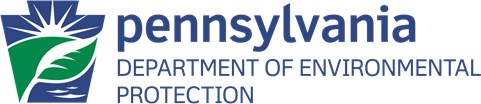 pennsylvania
DEPARTMENT OF ENVIRONMENTAL
PROTECTION